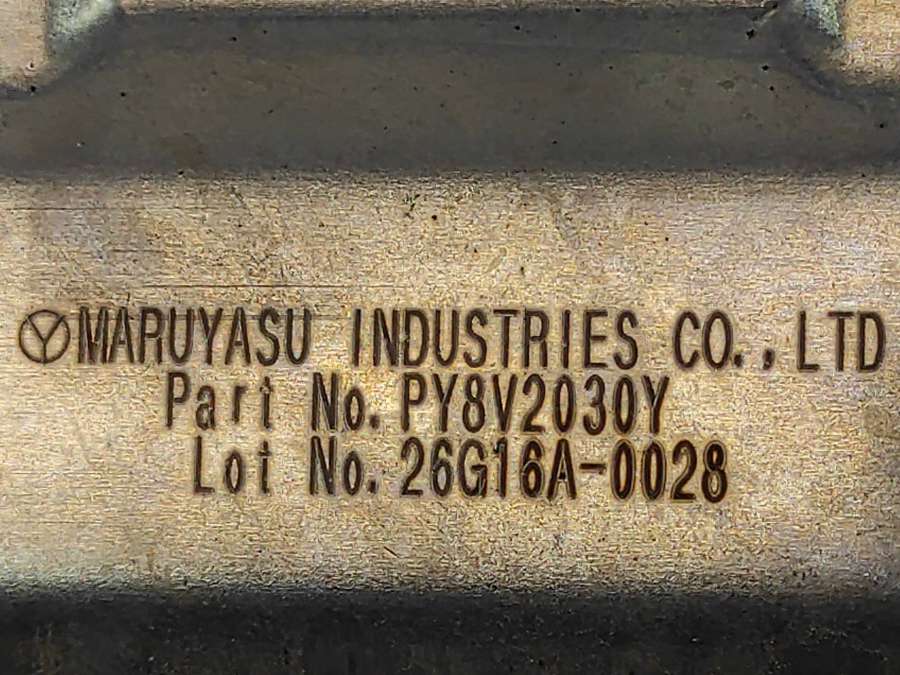 MARUYASU INDUSTRIES CO.,LTD
Part No.PY8V2030Y
Lot No.26G16A-0028